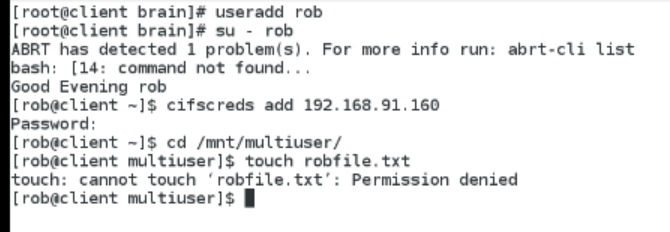 [root@client brain]# useradd rob
[root@client brain]# su - rob
ABRT has detected 1 problem(s). For more info run: abrt-cli list
bash: [14: command not found...
Good Evening rob
[rob@client ~]$ cifscreds add 192.168.91.160
Password:
[rob@client ~]$ cd /mnt/multiuser/
[rob@client multiuser]$ touch robfile.txt
touch: cannot touch ‘robfile.txt’: Permission denied
[rob@client multiuser]$